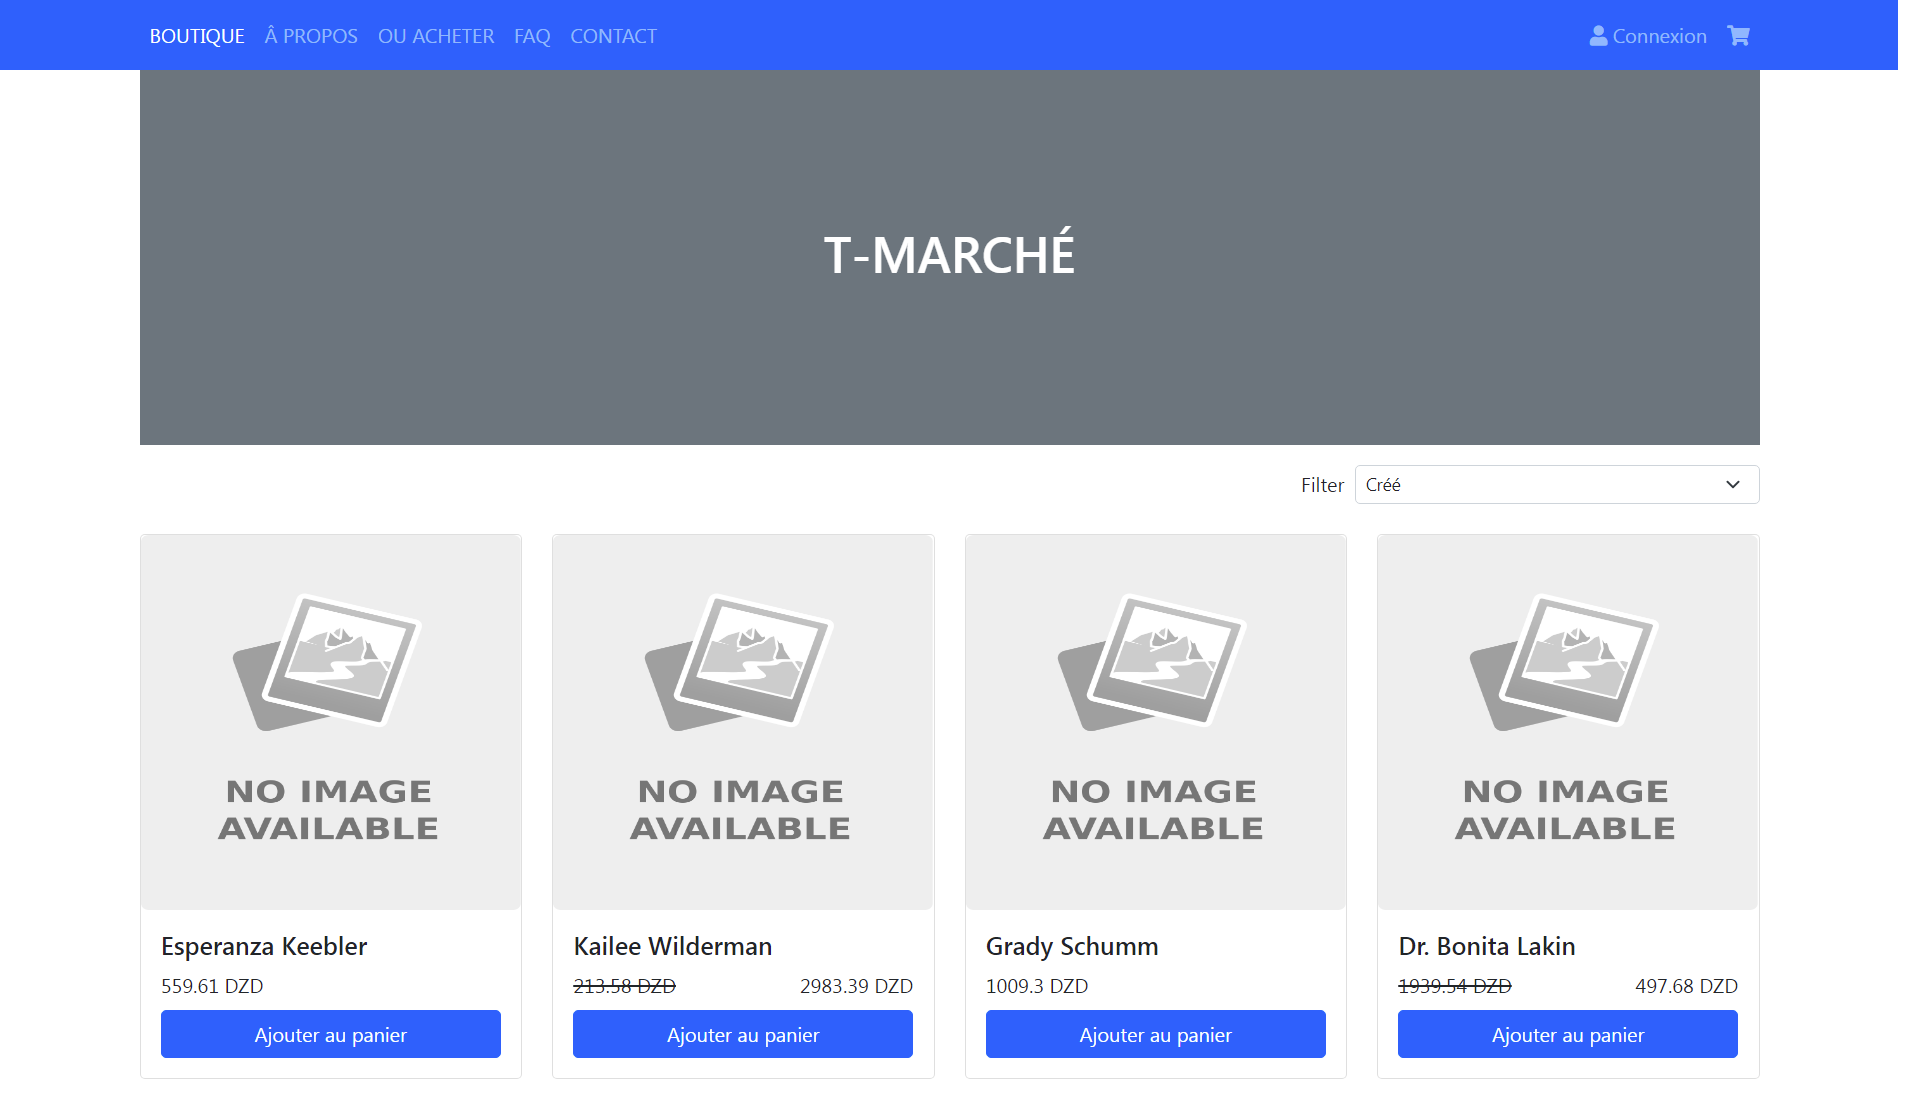 BOUTIQUE Â PROPOS OU ACHETER FAQ CONTACT Connexion
T-MARCHÉ
Filter Créé
NO IMAGE
AVAILABLE
Esperanza Keebler
559.61 DZD
Ajouter au panier
NO IMAGE
AVAILABLE
Kailee Wilderman
213.58 DZD 2983.39 DZD
Ajouter au panier
NO IMAGE
AVAILABLE
Grady Schumm
1009.3 DZD
Ajouter au panier
NO IMAGE
AVAILABLE
Dr. Bonita Lakin
1939.54 DZD 497.68 DZD
Ajouter au panier